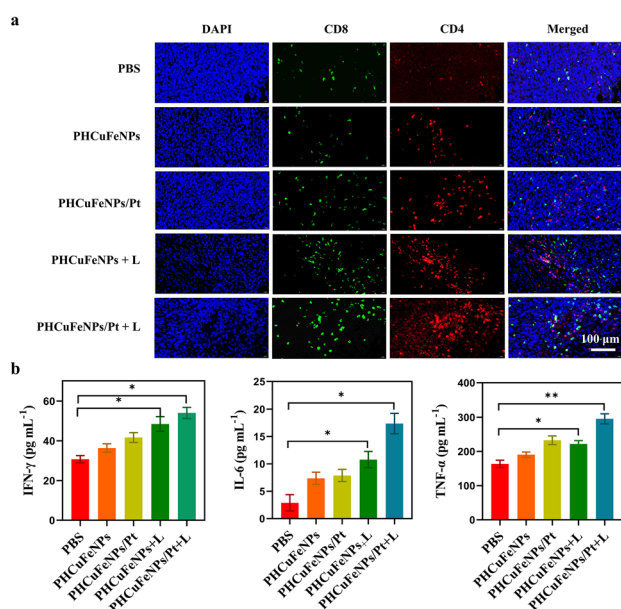 a
DAPI CD8 CD4 Merged
PBS
PHCuFeNPs
PHCuFeNPs/Pt
PHCuFeNPs + L
PHCuFeNPs/Pt + L
100 μm
b
IFN-γ (pg mL⁻¹)
60
40
20
0
*
*
PBS
PHCuFeNPs
PHCuFeNPs/Pt
PHCuFeNPs+L
PHCuFeNPs/Pt+L
IL-6 (pg mL⁻¹)
25
20
15
10
5
0
*
*
PBS
PHCuFeNPs
PHCuFeNPs/Pt
PHCuFeNPs.L
PHCuFeNPs/Pt+L
TNF-α (pg mL⁻¹)
400
300
200
100
0
**
*
PBS
PHCuFeNPs
PHCuFeNPs/Pt
PHCuFeNPs+L
PHCuFeNPs/Pt+L